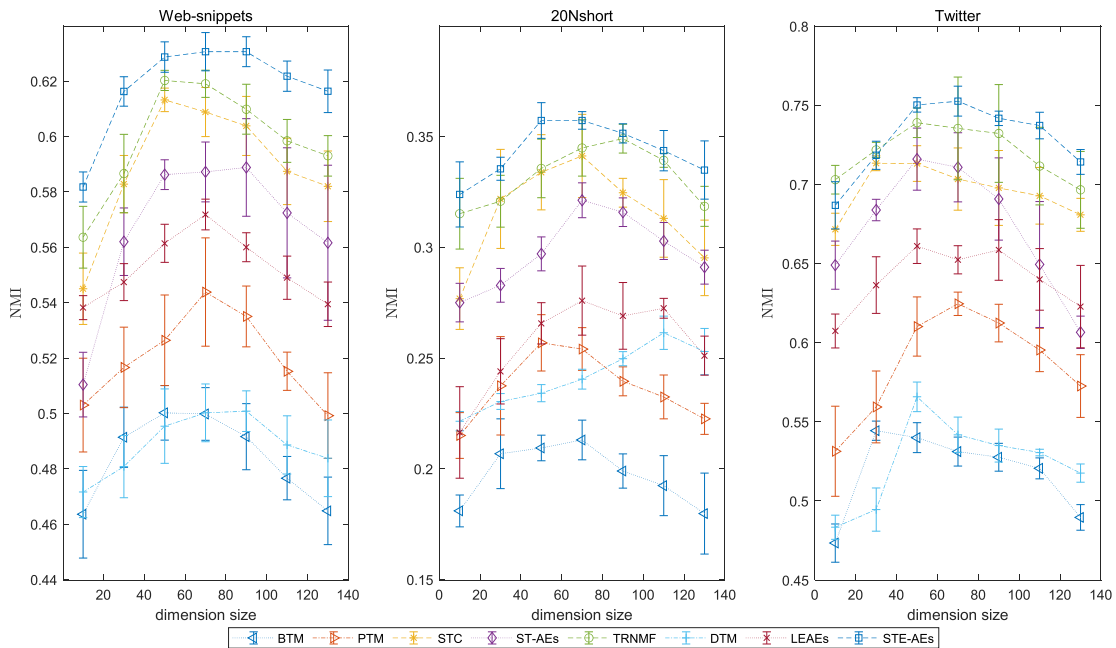 Web-snippets
NMI
0.62
0.6
0.58
0.56
0.54
0.52
0.5
0.48
0.46
0.44
20 40 60 80 100 120 140
dimension size
20Nshort
NMI
0.35
0.3
0.25
0.2
0.15
0 20 40 60 80 100 120 140
dimension size
Twitter
NMI
0.8
0.75
0.7
0.65
0.6
0.55
0.5
0.45
0 20 40 60 80 100 120 140
dimension size
BTM PTM STC ST-AEs TRNMF DTM LEAEs STE-AEs